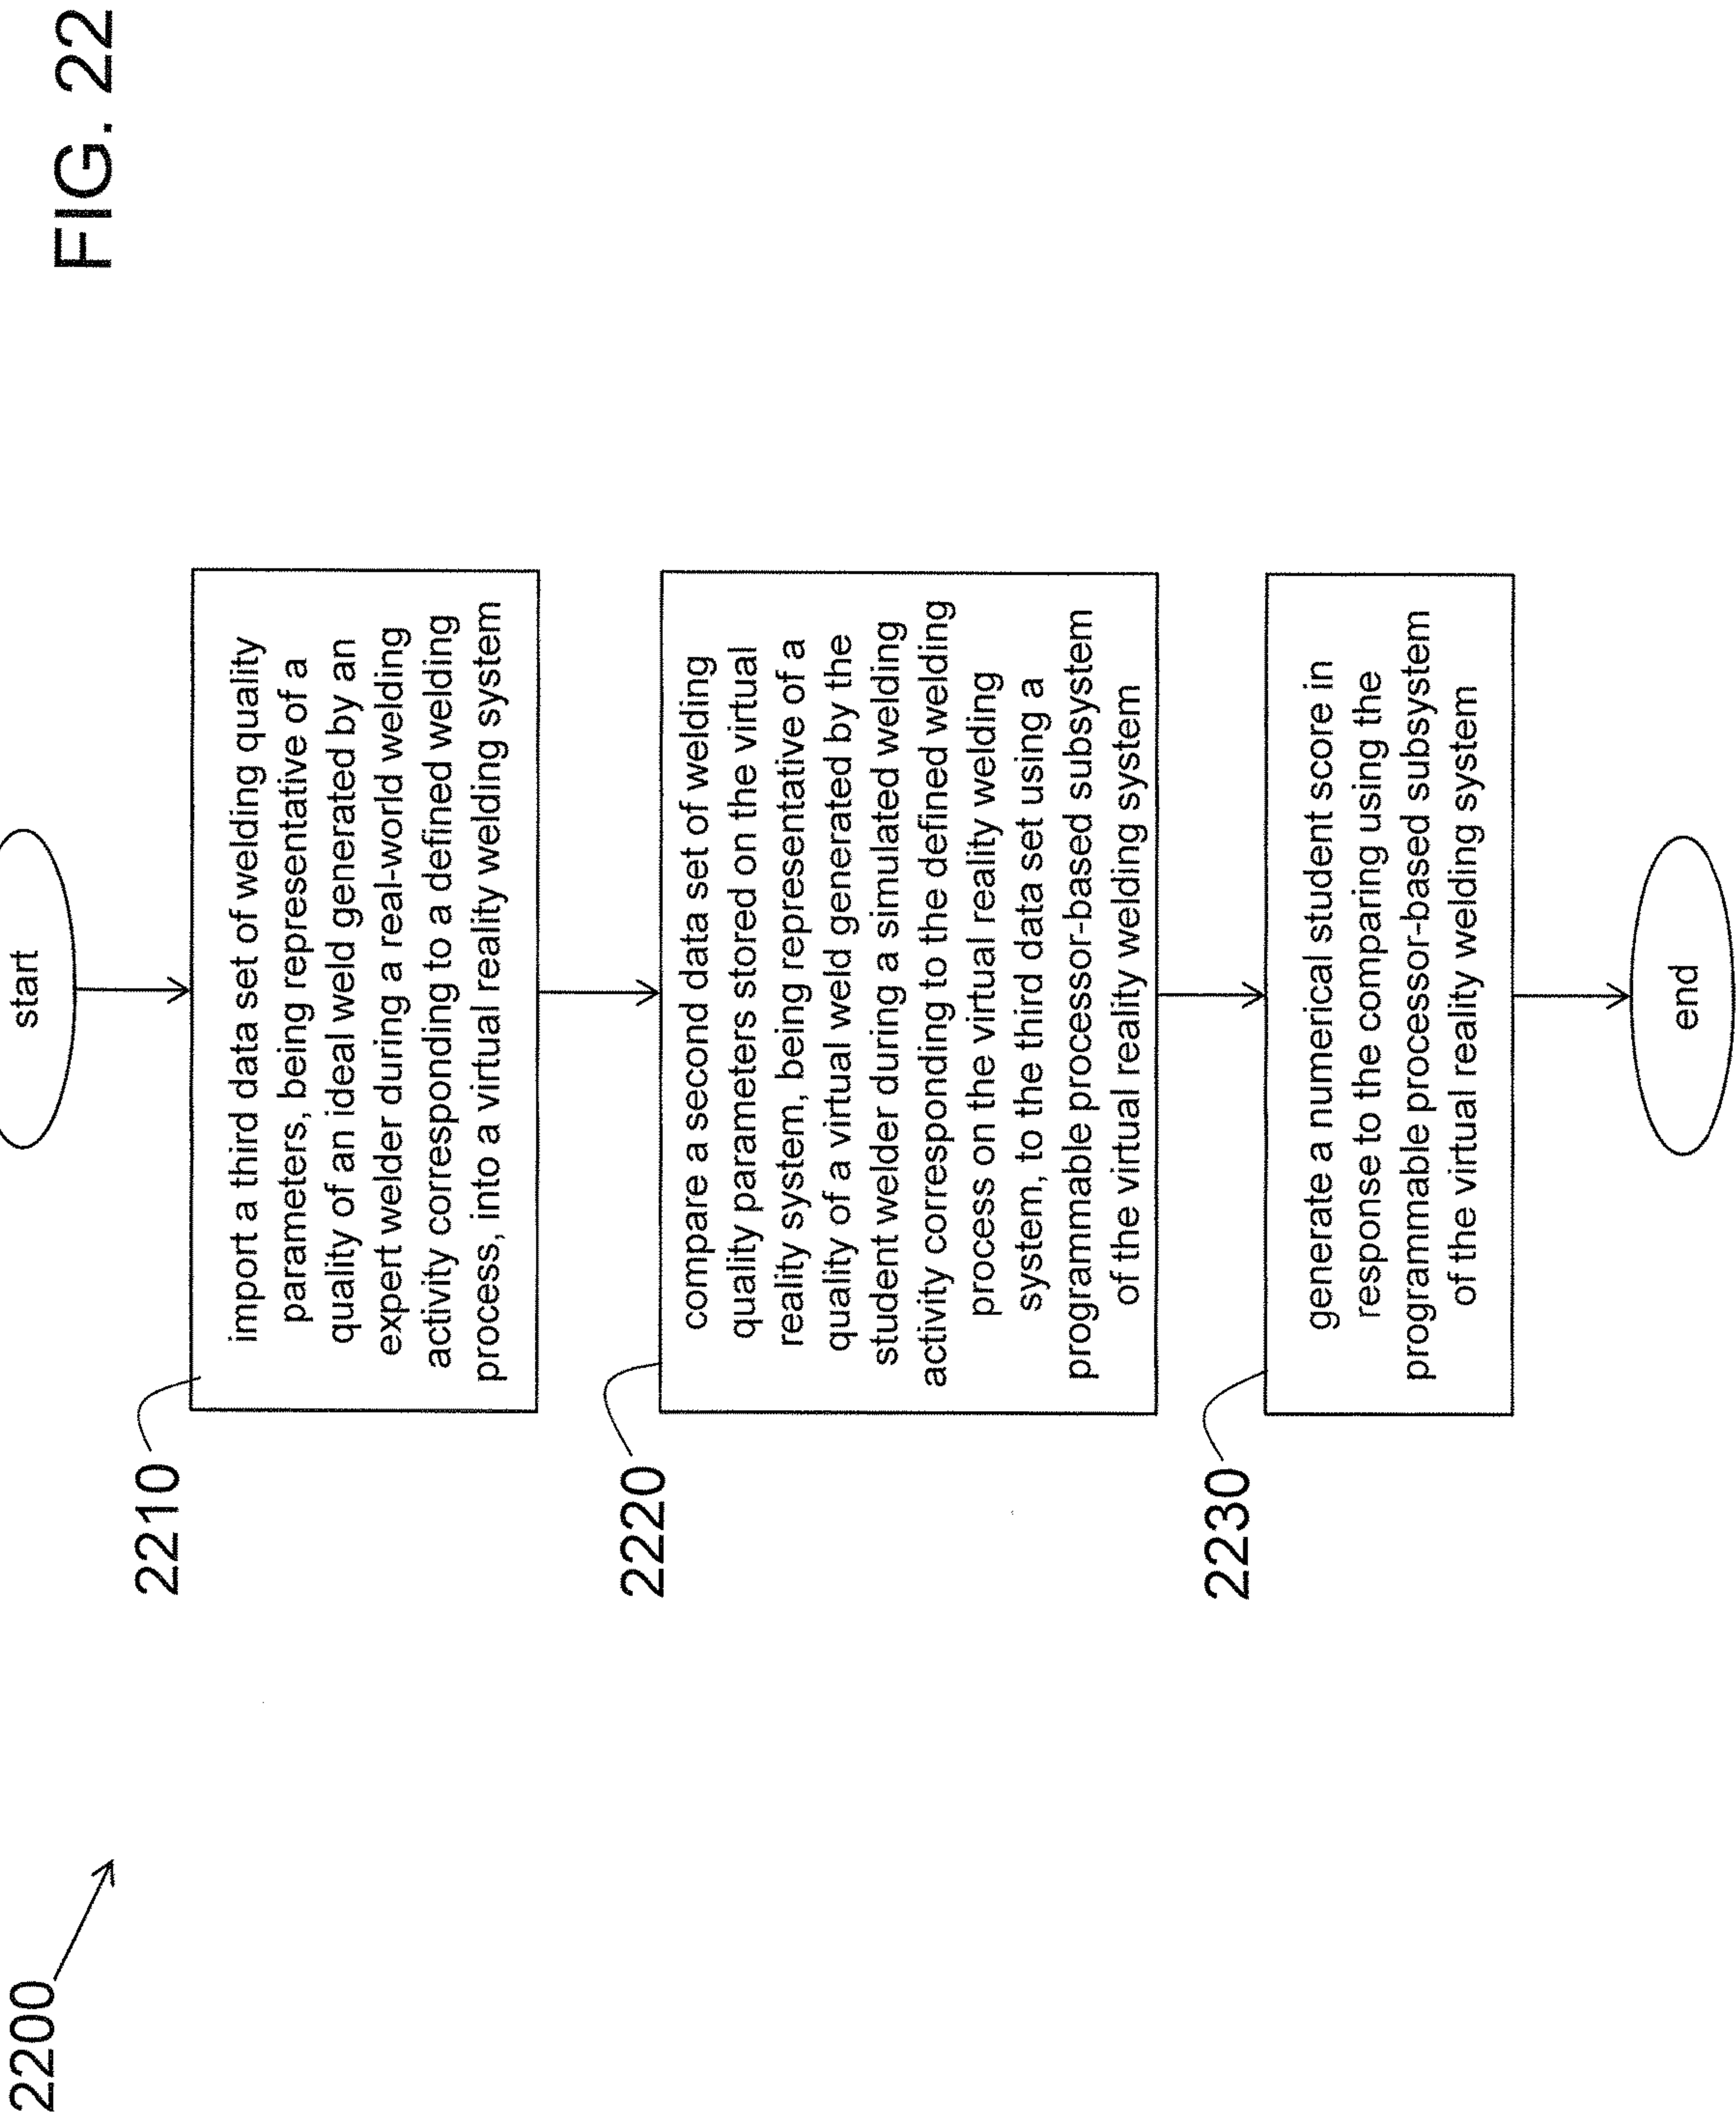 FIG. 22
2200
start
2210
import a third data set of welding quality
parameters, being representative of a
quality of an ideal weld generated by an
expert welder during a real-world welding
activity corresponding to a defined welding
process, into a virtual reality welding system
2220
compare a second data set of welding
quality parameters stored on the virtual
reality system, being representative of a
quality of a virtual weld generated by the
student welder during a simulated welding
activity corresponding to the defined welding
process on the virtual reality welding
system, to the third data set using a
programmable processor-based subsystem
of the virtual reality welding system
2230
generate a numerical student score in
response to the comparing using the
programmable processor-based subsystem
of the virtual reality welding system
end